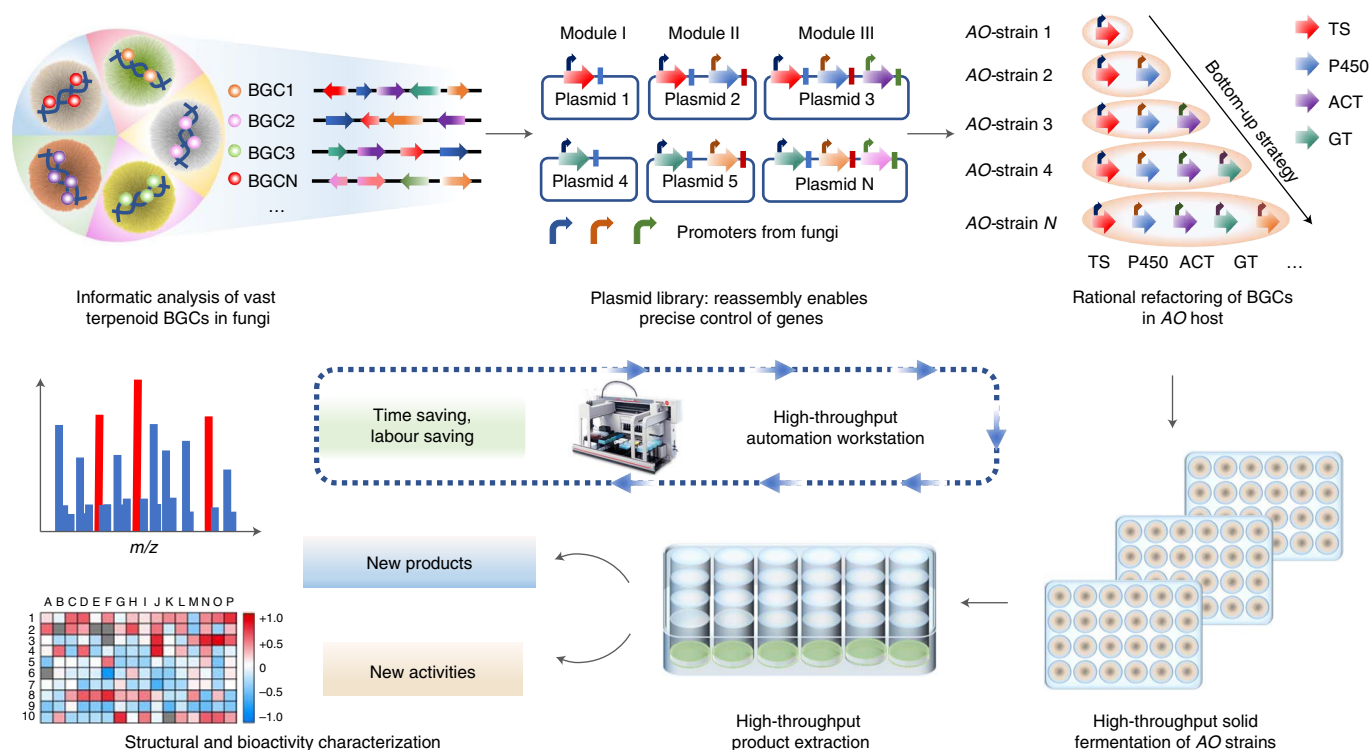 BGC1
BGC2
BGC3
BGCN
...
Informatic analysis of vast
terpenoid BGCs in fungi
Module I
Module II
Module III
Plasmid 1
Plasmid 2
Plasmid 3
Plasmid 4
Plasmid 5
Plasmid N
Promoters from fungi
Plasmid library: reassembly enables
precise control of genes
AO-strain 1
AO-strain 2
AO-strain 3
AO-strain 4
AO-strain N
Bottom-up strategy
TS
P450
ACT
GT
TS P450 ACT GT ...
Rational refactoring of BGCs
in AO host
Time saving,
labour saving
High-throughput
automation workstation
m/z
New products
New activities
A B C D E F G H I J K L M N O P
1
2
3
4
5
6
7
8
9
10
+1.0
+0.5
0
–0.5
–1.0
Structural and bioactivity characterization
High-throughput
product extraction
High-throughput solid
fermentation of AO strains